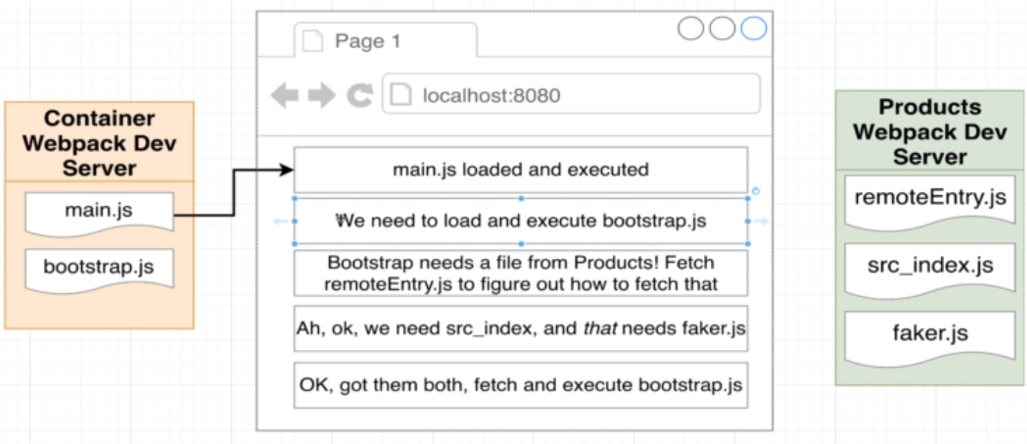 Page 1
localhost:8080
Container
Webpack Dev
Server
main.js
bootstrap.js
main.js loaded and executed
We need to load and execute bootstrap.js
Bootstrap needs a file from Products! Fetch
remoteEntry.js to figure out how to fetch that
Ah, ok, we need src_index, and that needs faker.js
OK, got them both, fetch and execute bootstrap.js
Products
Webpack Dev
Server
remoteEntry.js
src_index.js
faker.js